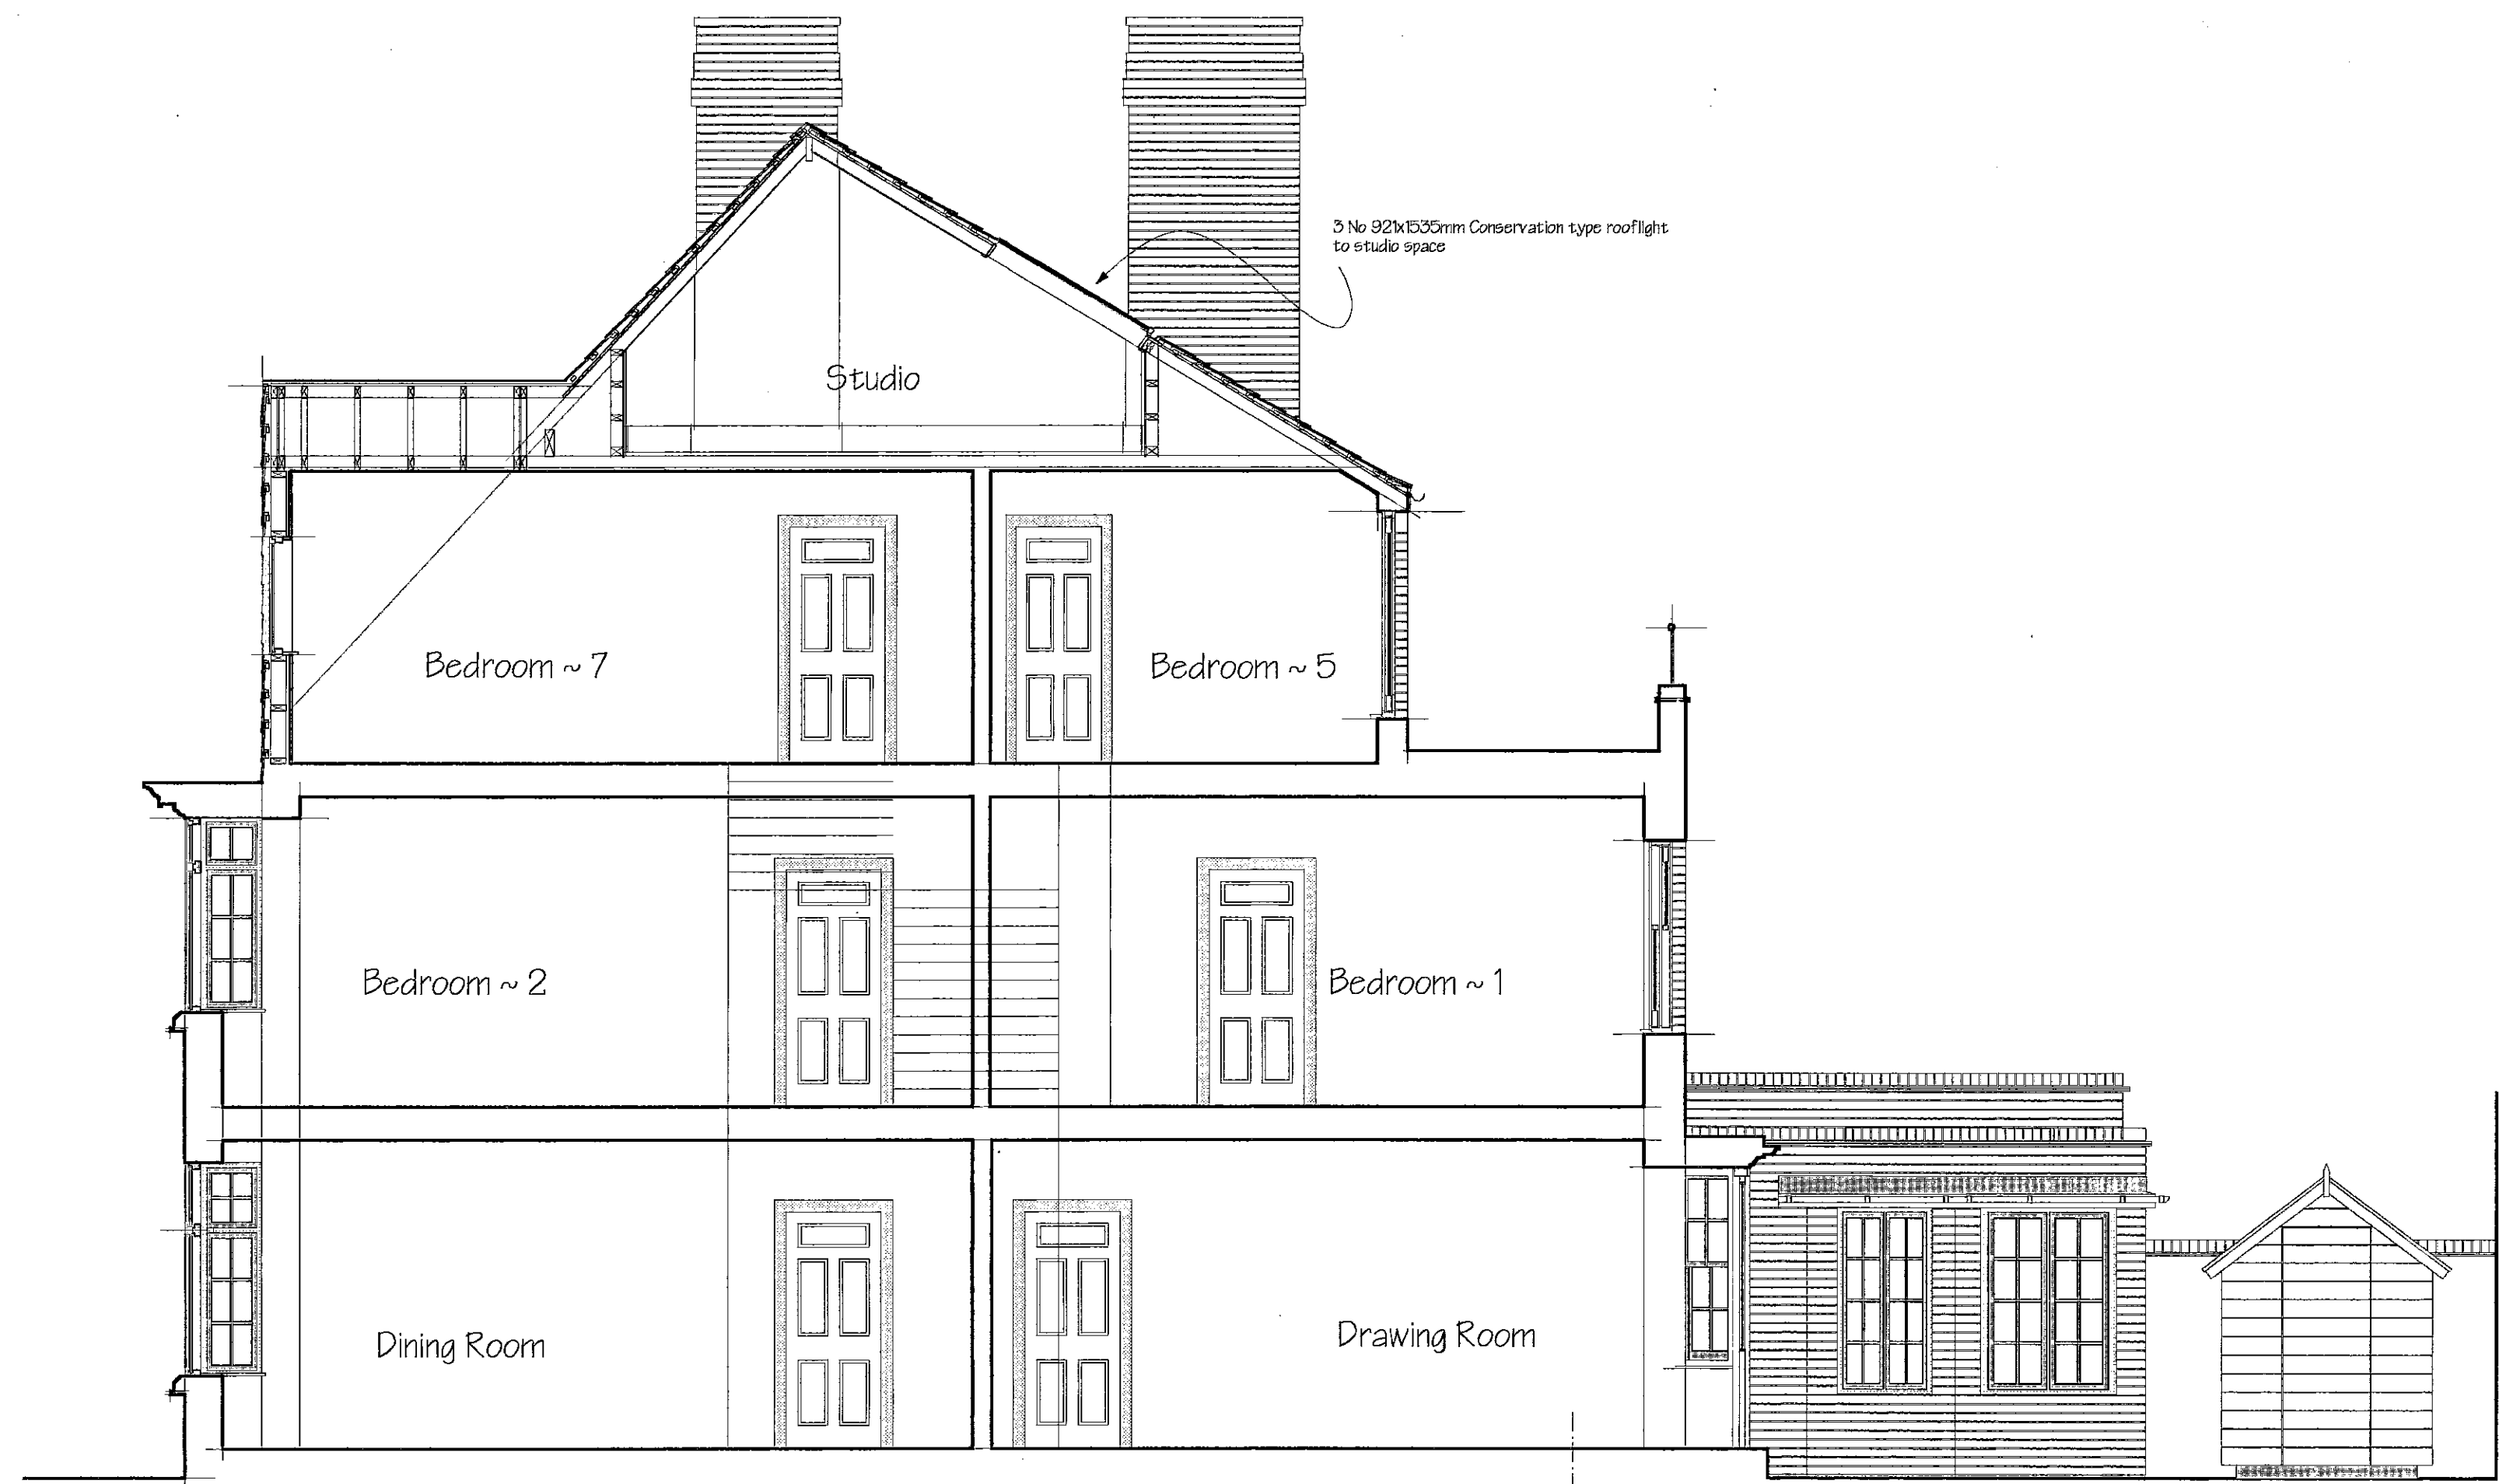 3 No 921x1535mm Conservation type rooflight
to studio space
Studio
Bedroom ~ 7
Bedroom ~ 5
Bedroom ~ 2
Bedroom ~ 1
Dining Room
Drawing Room